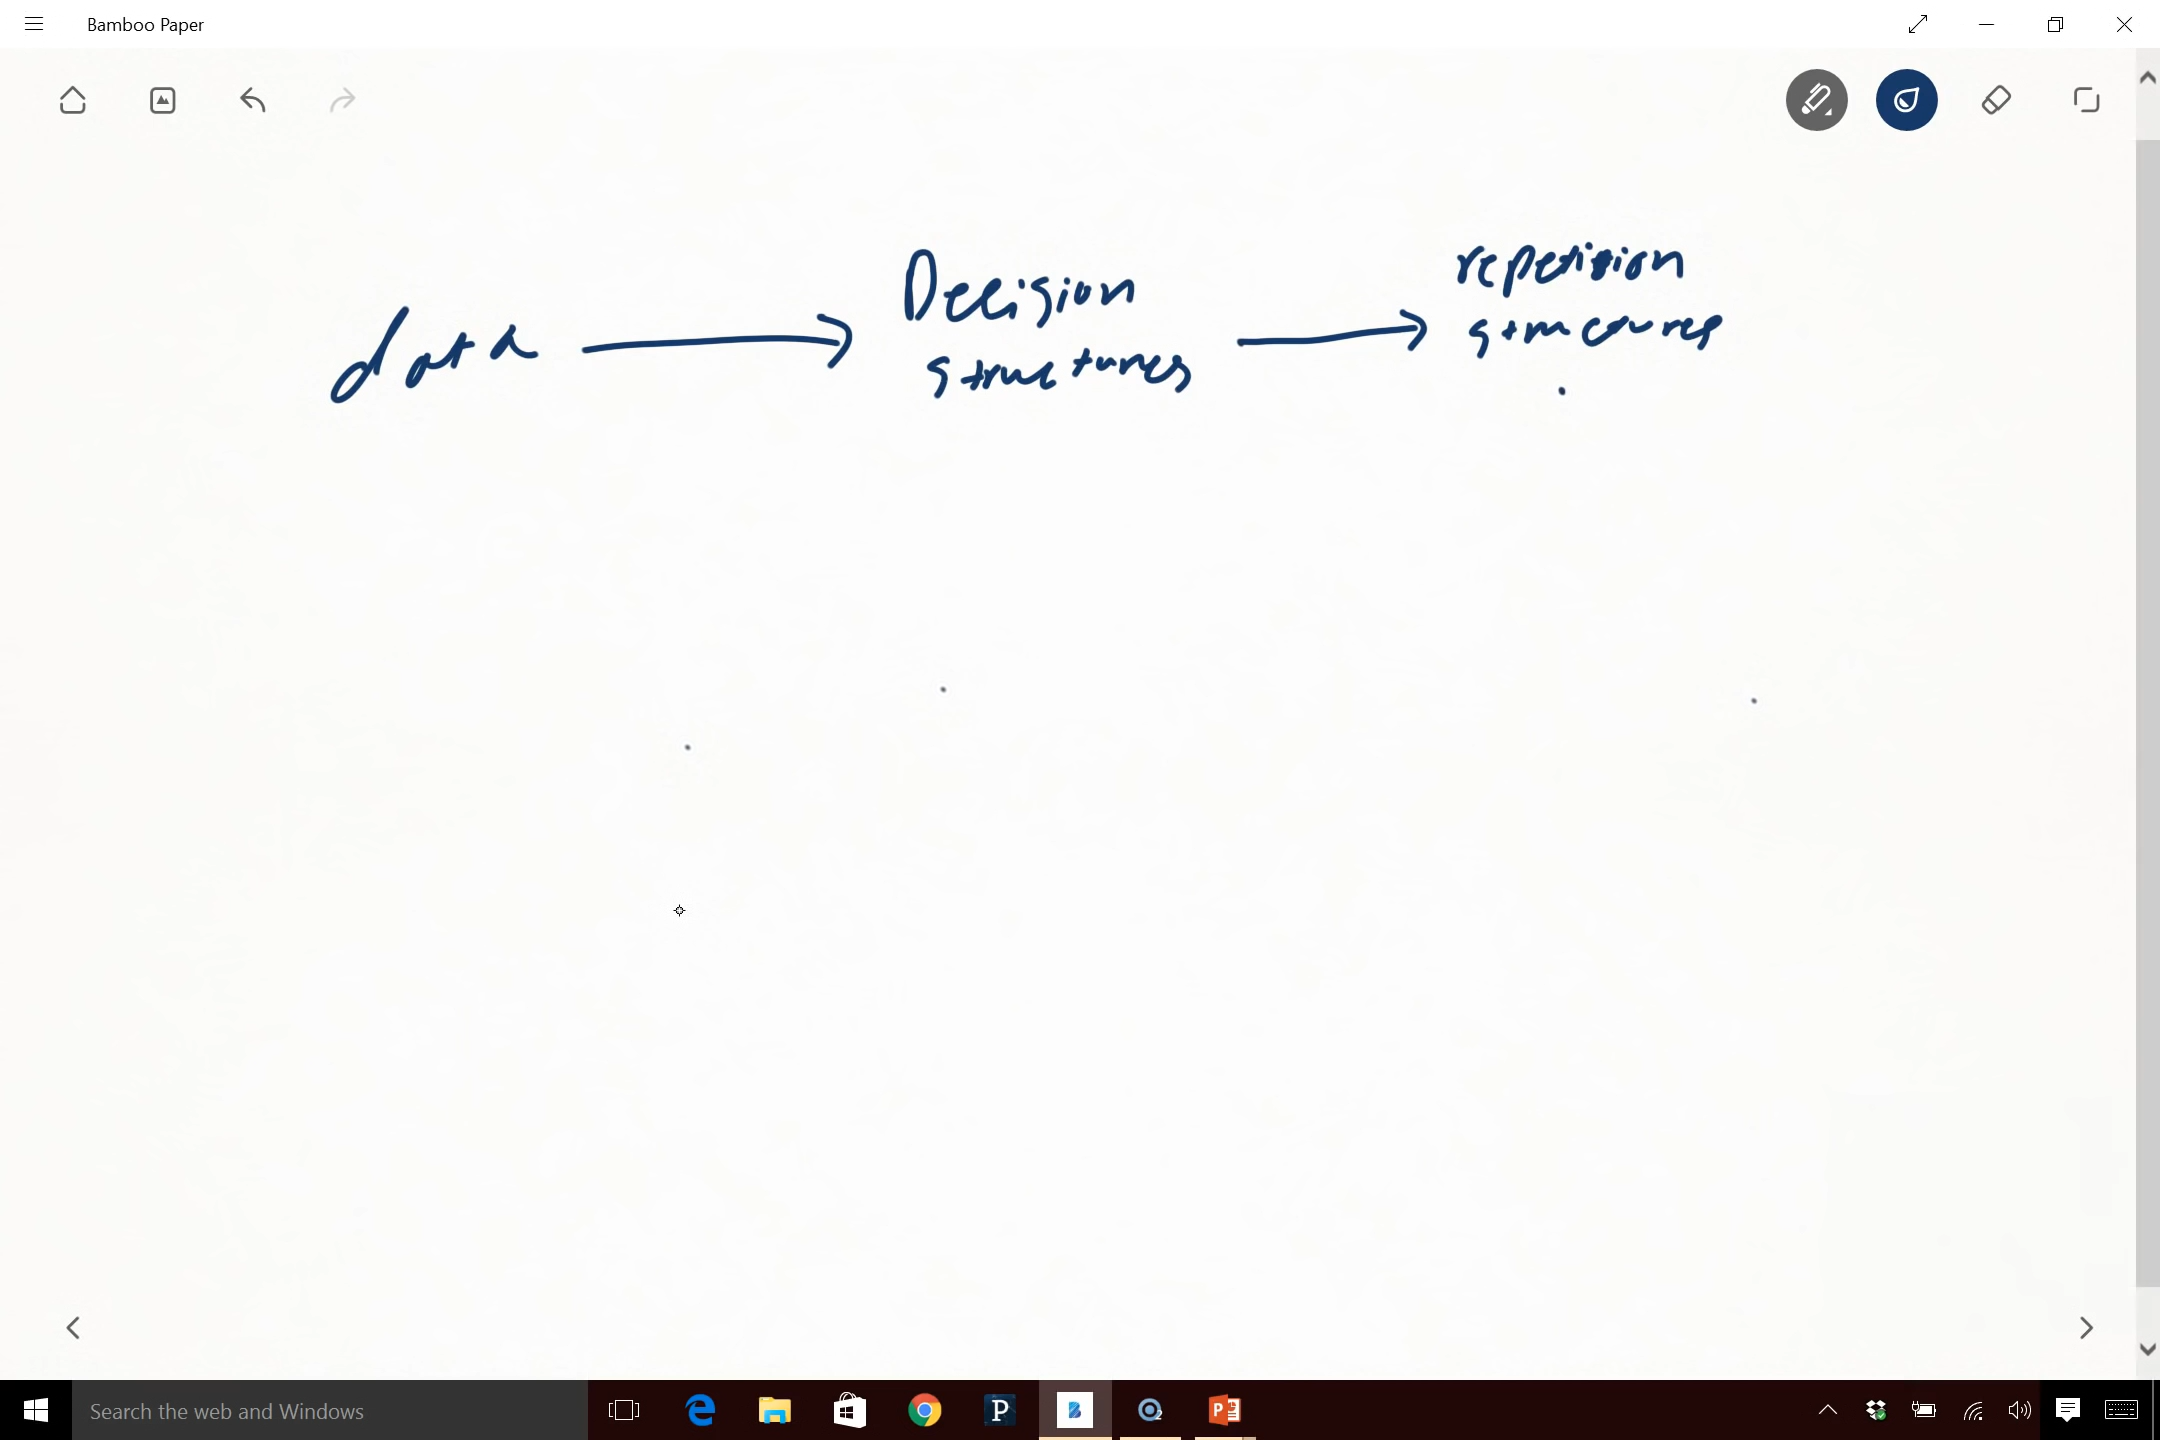 Bamboo Paper
data
Decision
structures
repetition
structures
Search the web and Windows